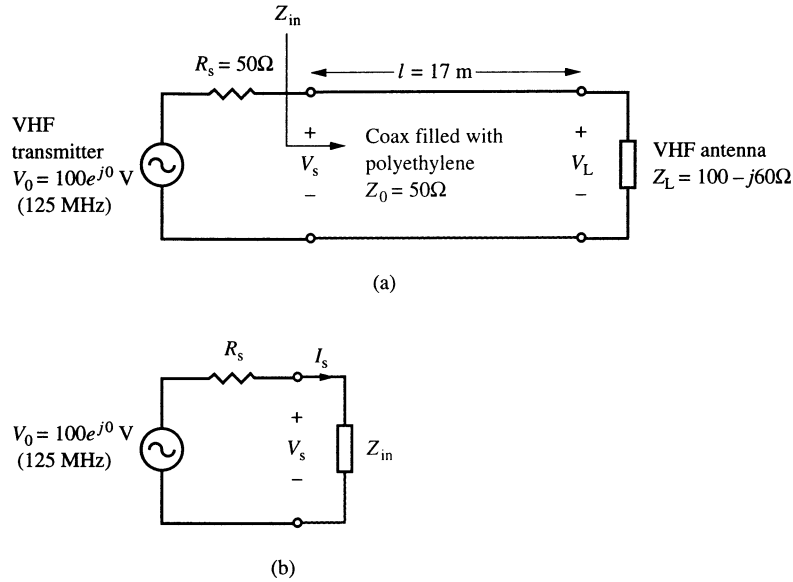 Z_in
R_s = 50Ω
l = 17 m
VHF
transmitter
V_0 = 100e^{j0} V
(125 MHz)
+
V_s
−
Coax filled with
polyethylene
Z_0 = 50Ω
+
V_L
−
VHF antenna
Z_L = 100 – j60Ω
(a)
R_s
I_s
V_0 = 100e^{j0} V
(125 MHz)
+
V_s
−
Z_in
(b)